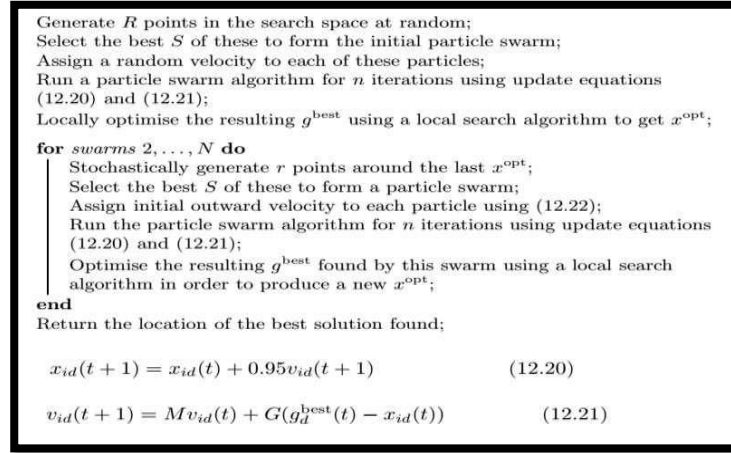 Generate R points in the search space at random;
Select the best S of these to form the initial particle swarm;
Assign a random velocity to each of these particles;
Run a particle swarm algorithm for n iterations using update equations
(12.20) and (12.21);
Locally optimise the resulting g^best using a local search algorithm to get x^opt;
for swarms 2, . . . , N do
Stochastically generate r points around the last x^opt;
Select the best S of these to form a particle swarm;
Assign initial outward velocity to each particle using (12.22);
Run the particle swarm algorithm for n iterations using update equations
(12.20) and (12.21);
Optimise the resulting g^best found by this swarm using a local search
algorithm in order to produce a new x^opt;
end
Return the location of the best solution found;
x_id(t + 1) = x_id(t) + 0.95v_id(t + 1) (12.20)
v_id(t + 1) = Mv_id(t) + G(g_d^best(t) − x_id(t)) (12.21)